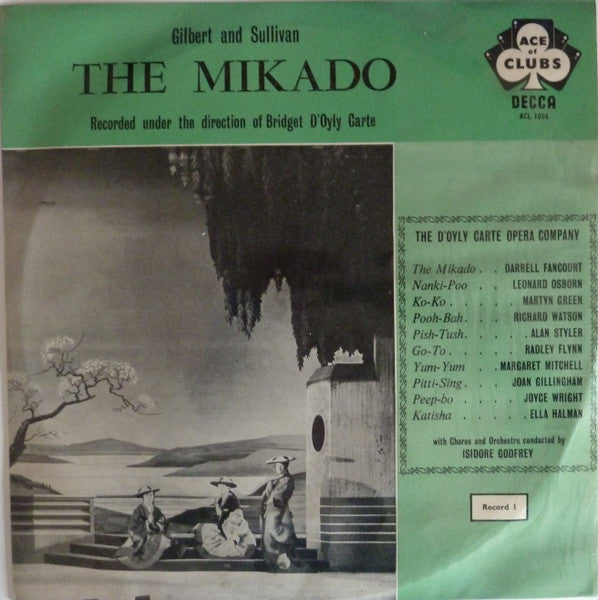 Gilbert and Sullivan
THE MIKADO
Recorded under the direction of Bridget D'Oyly Carte
ACE
of
CLUBS
DECCA
ACL 1014
THE D'OYLY CARTE OPERA COMPANY
The Mikado . . DARRELL FANCOURT
Nanki-Poo . . LEONARD OSBORN
Ko-Ko . . . . . . MARTYN GREEN
Pooh-Bah . . . . RICHARD WATSON
Pish-Tush . . . . . ALAN STYLER
Go-To . . . . . RADLEY FLYNN
Yum-Yum . . MARGARET MITCHELL
Pitti-Sing . . . JOAN GILLINGHAM
Peep-bo . . . . JOYCE WRIGHT
Katisha . . . . . ELLA HALMAN
with Chorus and Orchestra conducted by
ISIDORE GODFREY
Record 1